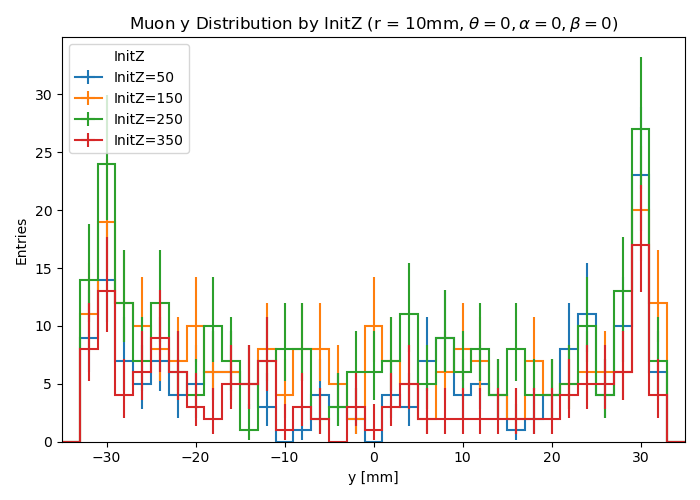 Muon y Distribution by InitZ (r = 10mm, θ = 0, α = 0, β = 0)
InitZ
InitZ=50
InitZ=150
InitZ=250
InitZ=350
Entries
30
25
20
15
10
5
0
−30 −20 −10 0 10 20 30
y [mm]